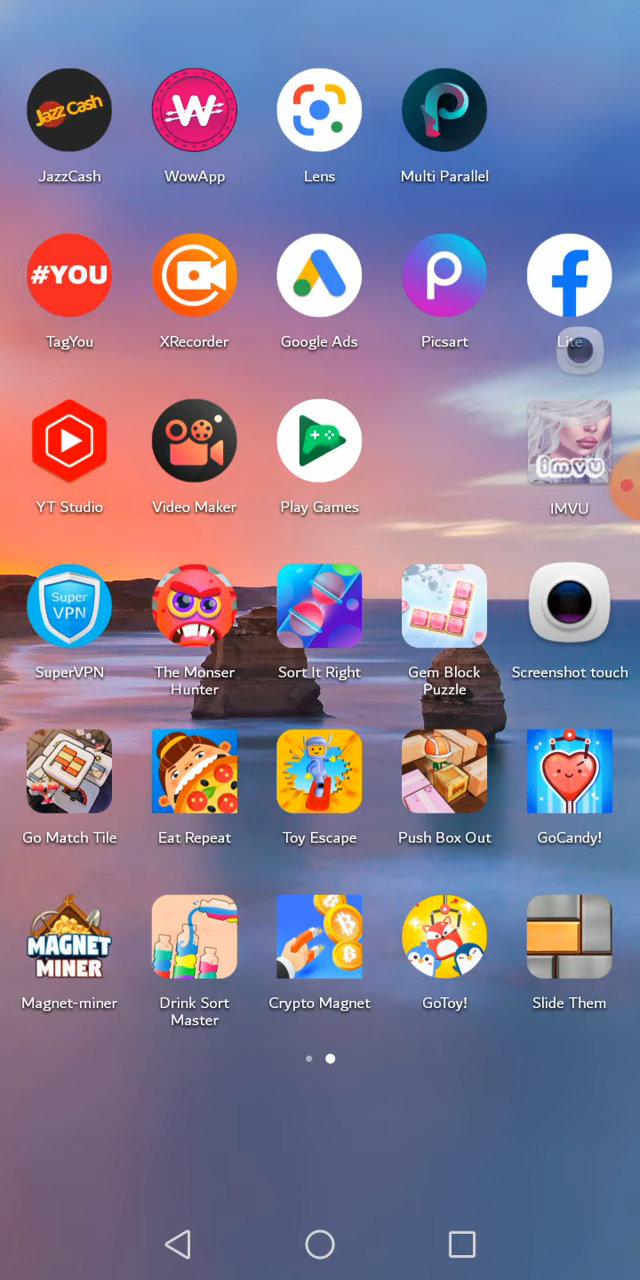 Jazz Cash
W
JazzCash
WowApp
Lens
Multi Parallel
#YOU
TagYou
XRecorder
Google Ads
Picsart
Lite
YT Studio
Video Maker
Play Games
imvu
IMVU
Super
VPN
SuperVPN
The Monser
Hunter
Sort It Right
Gem Block
Puzzle
Screenshot touch
Go Match Tile
Eat Repeat
Toy Escape
Push Box Out
GoCandy!
MAGNET
MINER
Magnet-miner
Drink Sort
Master
Crypto Magnet
GoToy!
Slide Them